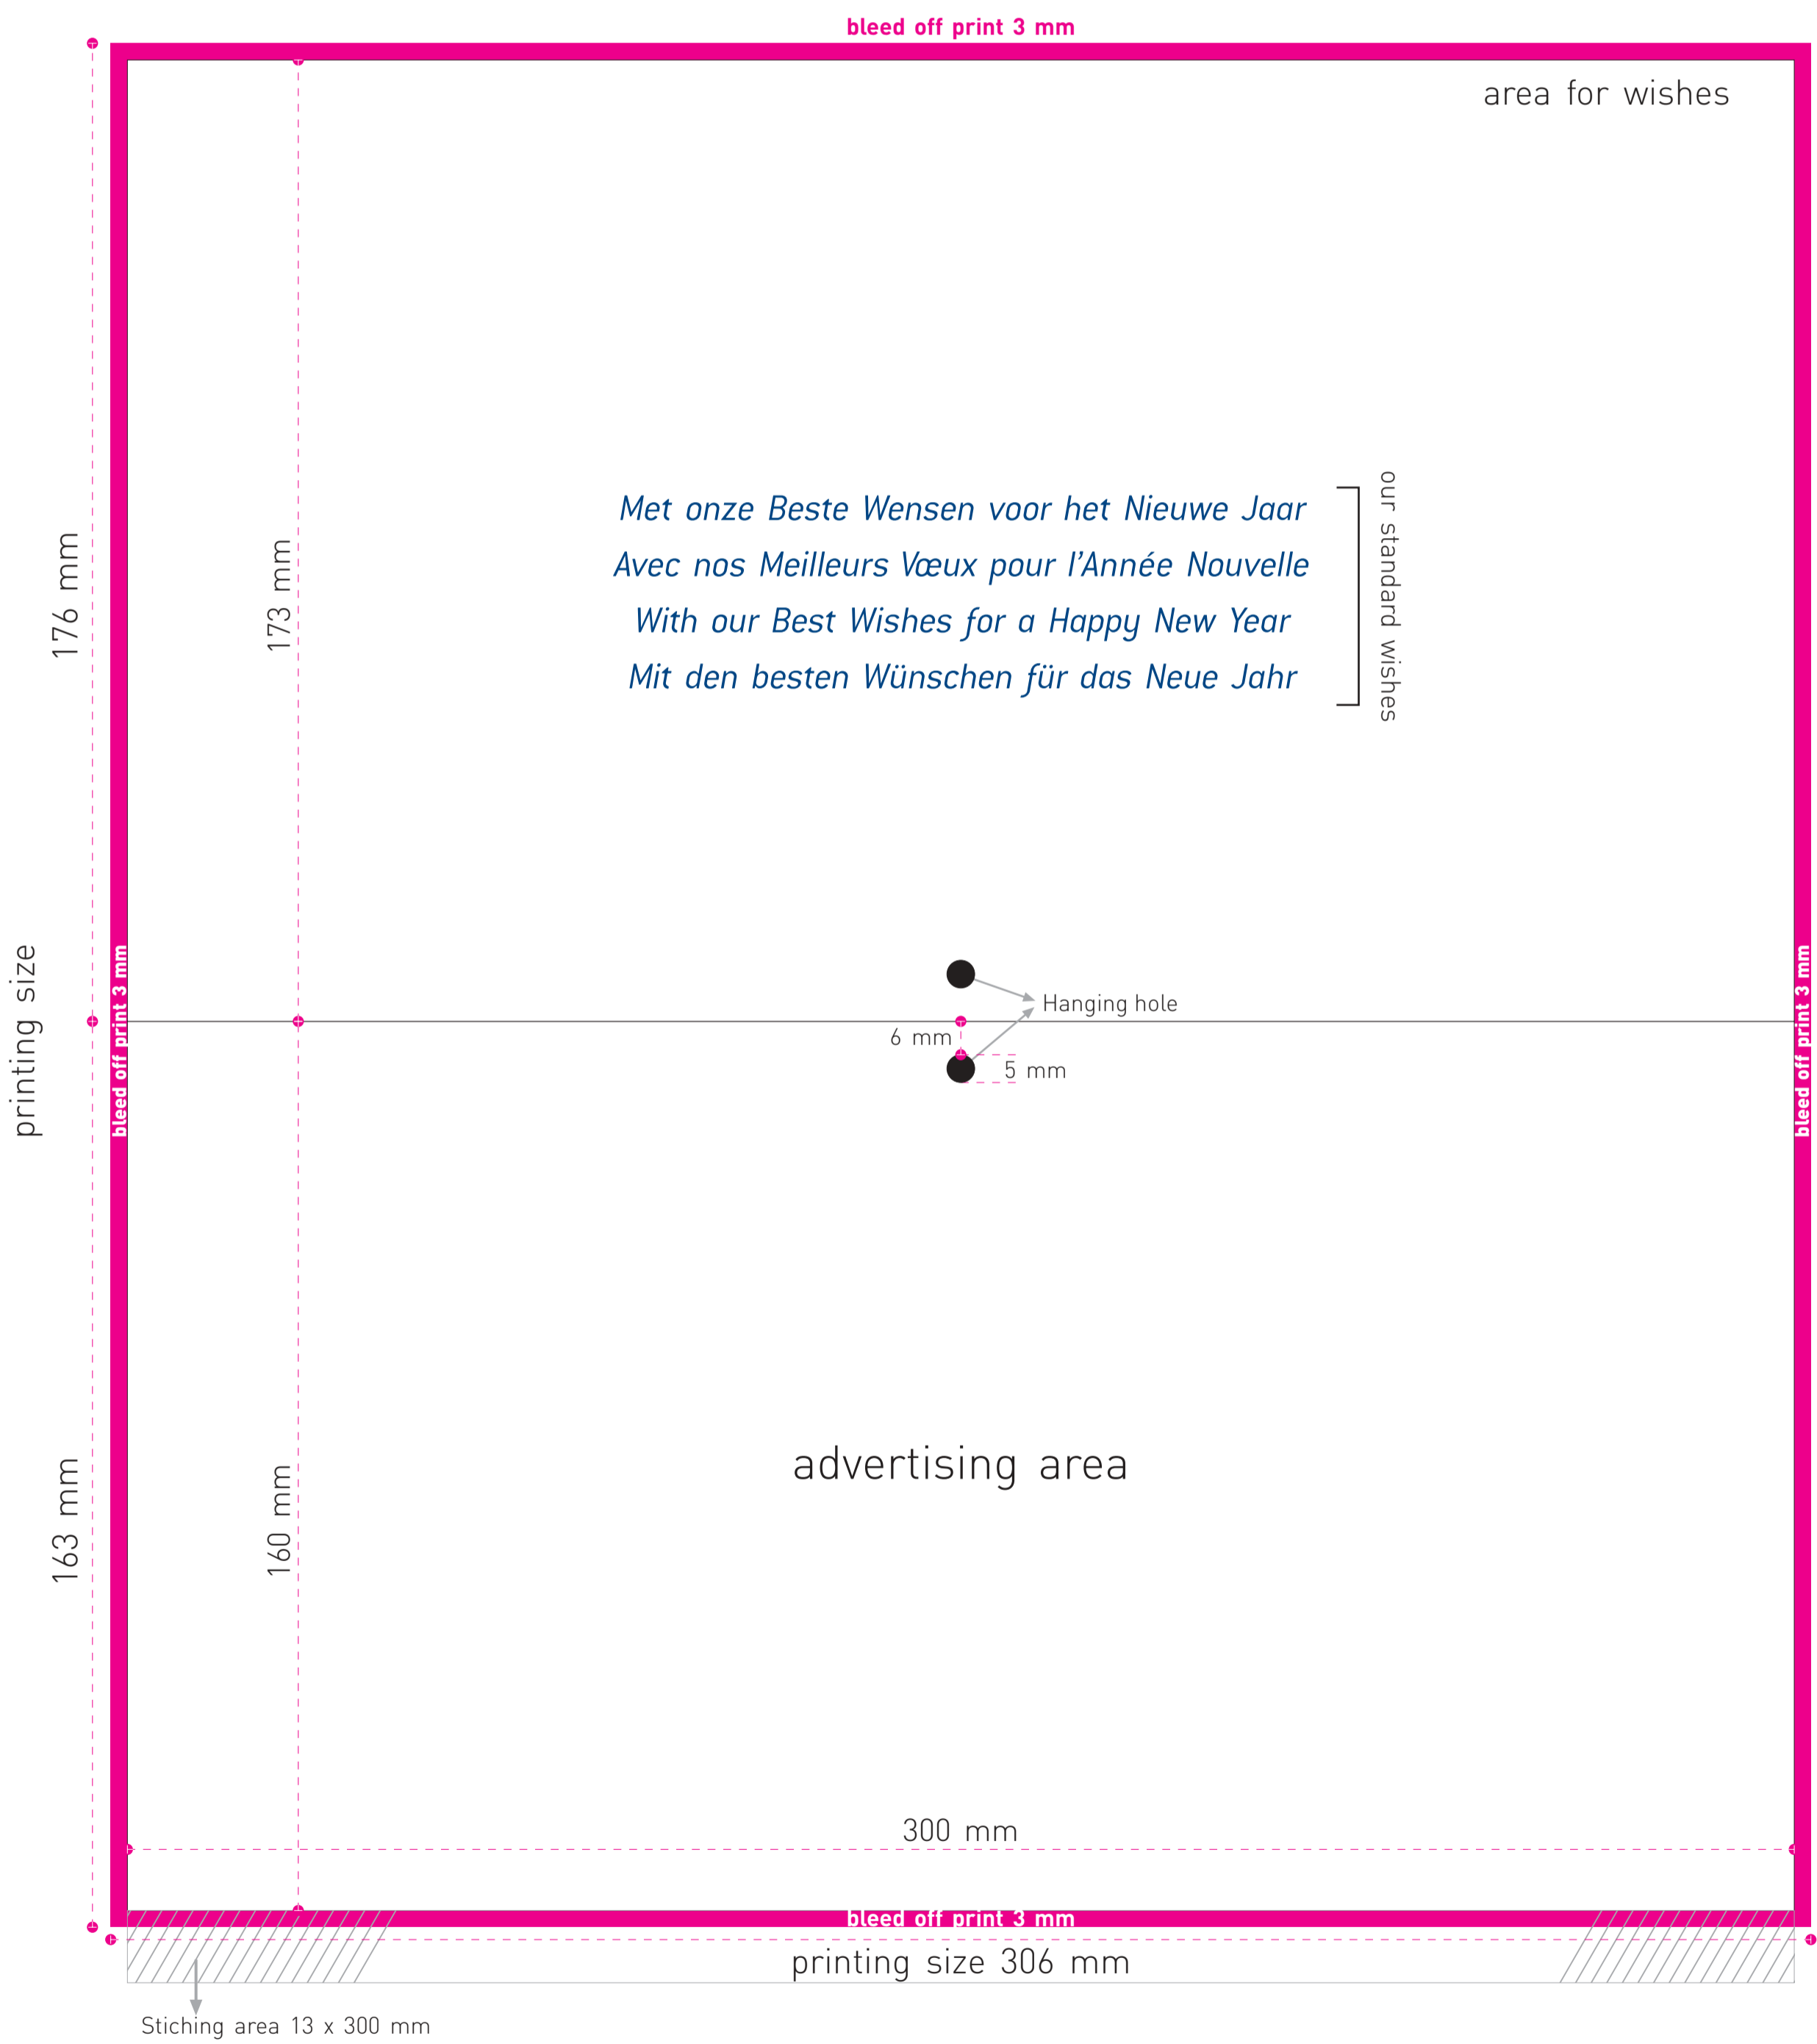 bleed off print 3 mm
area for wishes
Met onze Beste Wensen voor het Nieuwe Jaar
Avec nos Meilleurs Vœux pour l’Année Nouvelle
With our Best Wishes for a Happy New Year
Mit den besten Wünschen für das Neue Jahr
our standard wishes
176 mm
173 mm
printing size
bleed off print 3 mm
bleed off print 3 mm
Hanging hole
6 mm
5 mm
advertising area
163 mm
160 mm
300 mm
bleed off print 3 mm
printing size 306 mm
Stiching area 13 x 300 mm